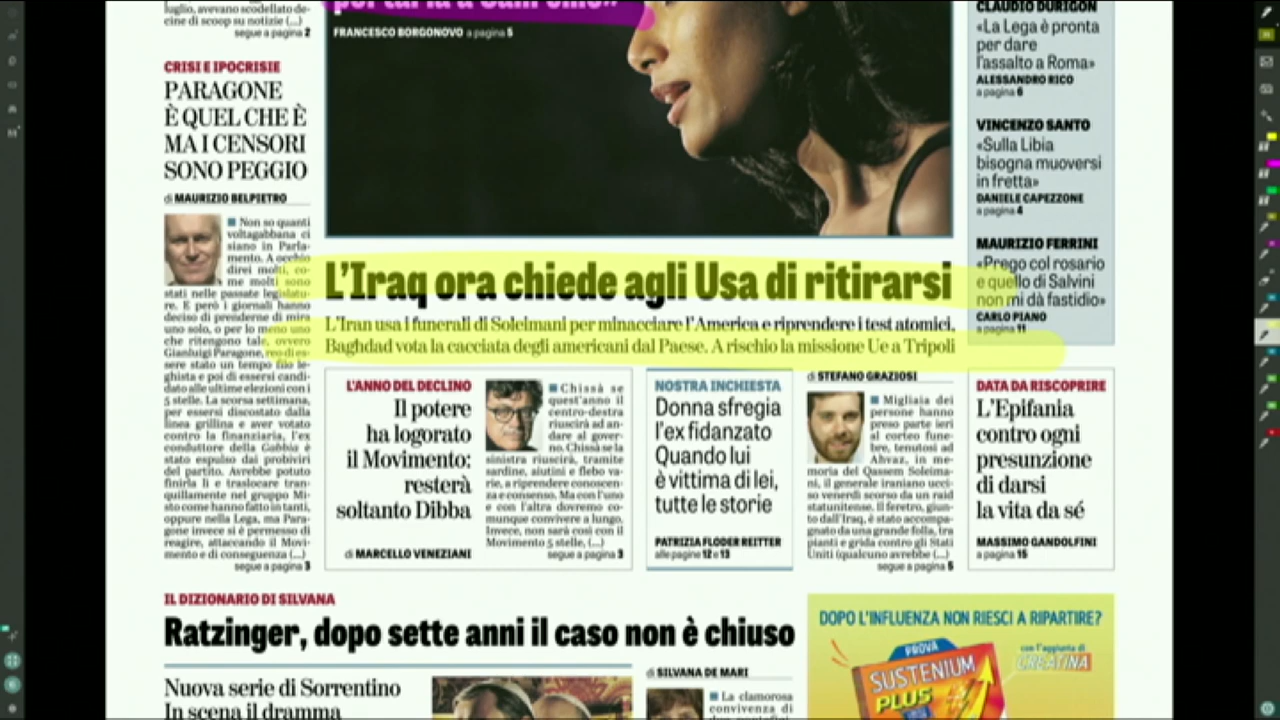 luglio, avevano scodellato de-
cine di scoop su notizie (...)
segue a pagina 2
CRISI E IPOCRISIE
PARAGONE
È QUEL CHE È
MA I CENSORI
SONO PEGGIO
di MAURIZIO BELPIETRO
Non so quanti
voltagabbana ci
siano in Parla-
mento. A occhio
direi molti, co-
me molti sono
stati nelle passate legislatu-
re. E però i giornali hanno
deciso di prenderne di mira
uno solo, o per lo meno uno
che ritengono tale, ovvero
Gianluigi Paragone, reo di es-
sere stato un tempo filo le-
ghista e poi di essersi candi-
dato alle ultime elezioni con i
5 stelle. La scorsa settimana,
per essersi discostato dalla
linea grillina e aver votato
contro la finanziaria, l'ex
conduttore della Gabbia è
stato espulso dai probiviri
del partito. Avrebbe potuto
finirla lì e traslocare tran-
quillamente nel gruppo Mi-
sto come hanno fatto in tanti,
oppure nella Lega, ma Para-
gone invece si è permesso di
reagire, attaccando il Movi-
mento e di conseguenza (...)
segue a pagina 3
FRANCESCO BORGONOVO a pagina 5
CLAUDIO DURIGON
«La Lega è pronta
per dare
l'assalto a Roma»
ALESSANDRO RICO
a pagina 6
VINCENZO SANTO
«Sulla Libia
bisogna muoversi
in fretta»
DANIELE CAPEZZONE
a pagina 4
MAURIZIO FERRINI
«Prego col rosario
e quello di Salvini
non mi dà fastidio»
CARLO PIANO
a pagina 11
L'Iraq ora chiede agli Usa di ritirarsi
L'Iran usa i funerali di Soleimani per minacciare l'America e riprendere i test atomici,
Baghdad vota la cacciata degli americani dal Paese. A rischio la missione Ue a Tripoli
L'ANNO DEL DECLINO
Il potere
ha logorato
il Movimento:
resterà
soltanto Dibba
di MARCELLO VENEZIANI
Chissà se
quest'anno il
centro-destra
riuscirà ad an-
dare al gover-
no. Chissà se la
sinistra riuscirà, tramite
sardine, aiutini e flebo va-
rie, a riprendere conoscen-
za e consenso. Ma con l'uno
e con l'altra dovremo co-
munque convivere a lungo.
Invece, non sarà così con il
Movimento 5 stelle, (...)
segue a pagina 3
NOSTRA INCHIESTA
Donna sfregia
l'ex fidanzato
Quando lui
è vittima di lei,
tutte le storie
PATRIZIA FLODER REITTER
alle pagine 12 e 13
di STEFANO GRAZIOSI
Migliaia dei
persone hanno
preso parte ieri
al corteo fune-
bre, tenutosi ad
Ahvaz, in me-
moria del Qassem Soleima-
ni, il generale iraniano ucci-
so venerdì scorso da un raid
statunitense. Il feretro, giun-
to dall'Iraq, è stato accompa-
gnato da una grande folla, tra
pianti e grida contro gli Stati
Uniti (qualcuno avrebbe (...)
segue a pagina 5
DATA DA RISCOPRIRE
L'Epifania
contro ogni
presunzione
di darsi
la vita da sé
MASSIMO GANDOLFINI
a pagina 15
IL DIZIONARIO DI SILVANA
Ratzinger, dopo sette anni il caso non è chiuso
Nuova serie di Sorrentino
In scena il dramma
di SILVANA DE MARI
La clamorosa
convivenza di
DOPO L'INFLUENZA NON RIESCI A RIPARTIRE?
PROVA
SUSTENIUM
PLUS
con l'aggiunta di
CREATINA